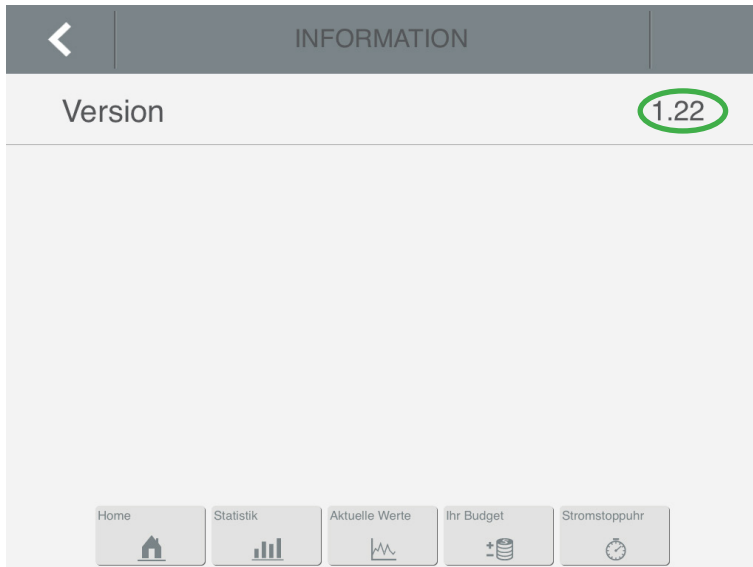 INFORMATION
Version 1.22
Home Statistik Aktuelle Werte Ihr Budget Stromstoppuhr